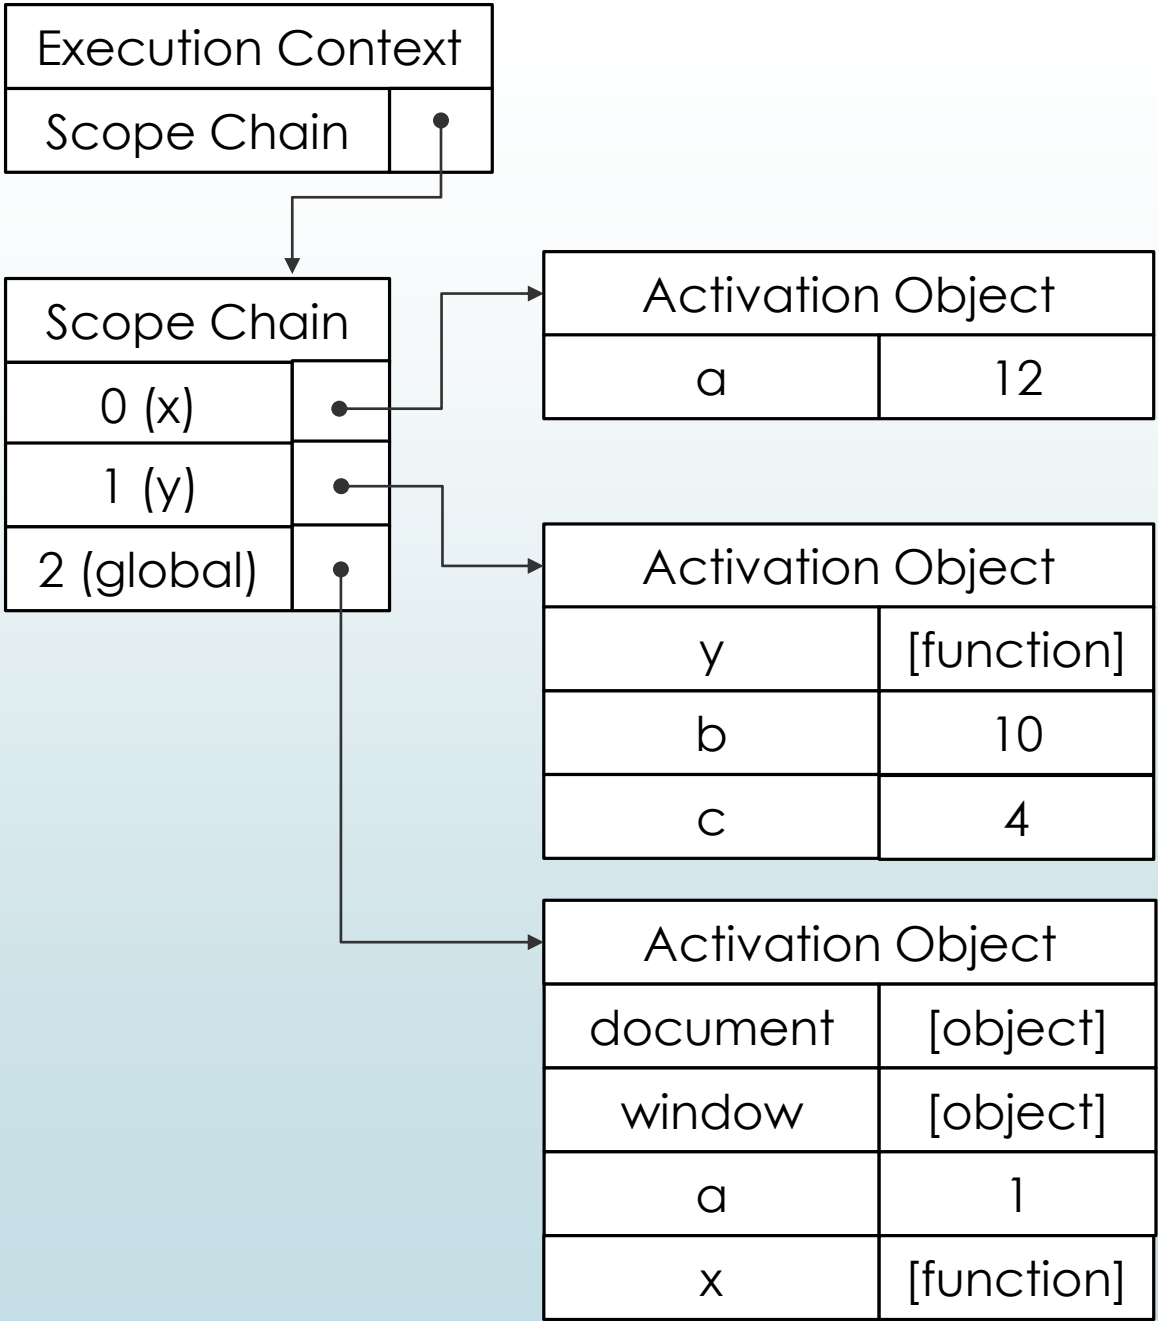 Execution Context
Scope Chain
Scope Chain
0 (x)
1 (y)
2 (global)
Activation Object
a 12
Activation Object
y [function]
b 10
c 4
Activation Object
document [object]
window [object]
a 1
x [function]